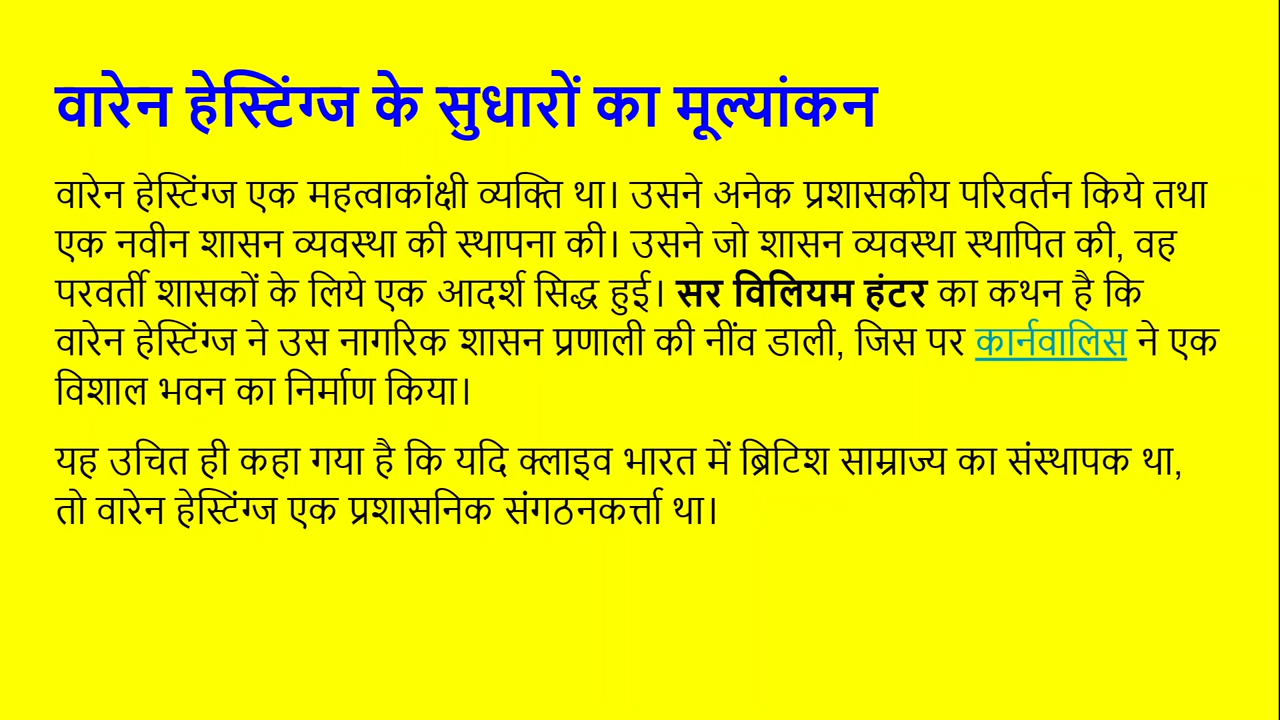 वारेन हेस्टिंग्ज के सुधारों का मूल्यांकन
वारेन हेस्टिंग्ज एक महत्वाकांक्षी व्यक्ति था। उसने अनेक प्रशासकीय परिवर्तन किये तथा
एक नवीन शासन व्यवस्था की स्थापना की। उसने जो शासन व्यवस्था स्थापित की, वह
परवर्ती शासकों के लिये एक आदर्श सिद्ध हुई। सर विलियम हंटर का कथन है कि
वारेन हेस्टिंग्ज ने उस नागरिक शासन प्रणाली की नींव डाली, जिस पर कार्नवालिस ने एक
विशाल भवन का निर्माण किया।
यह उचित ही कहा गया है कि यदि क्लाइव भारत में ब्रिटिश साम्राज्य का संस्थापक था,
तो वारेन हेस्टिंग्ज एक प्रशासनिक संगठनकर्त्ता था।